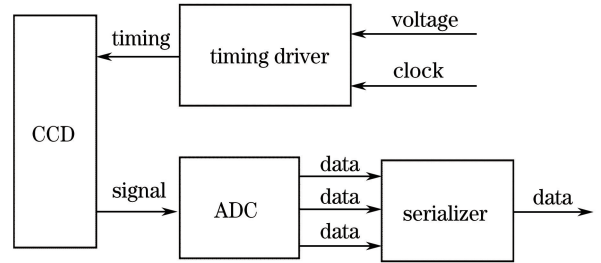 voltage
timing
timing driver
clock
CCD
signal
ADC
data
data
data
serializer
data